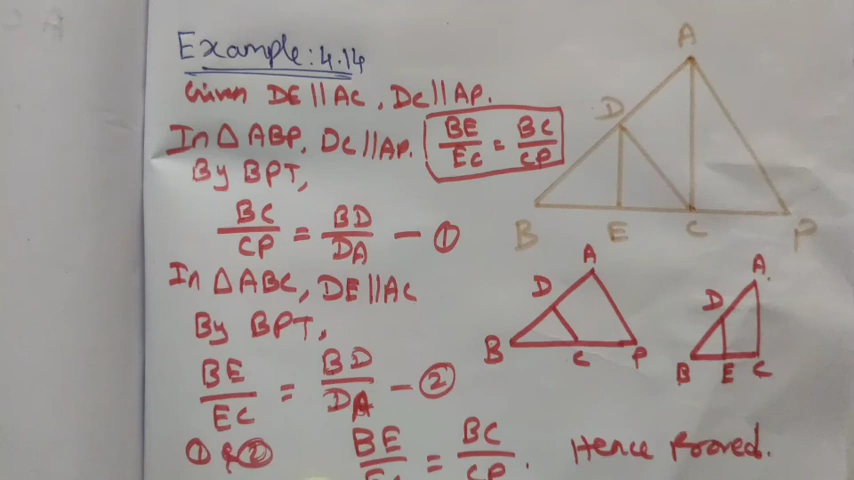 Example: 4.14
Given DE || AC, DC || AP.
In △ ABP, DC || AP. BE/EC = BC/CP
By BPT,
BC/CP = BD/DA — ①
In △ ABC, DE || AC
By BPT,
BE/EC = BD/DA — ②
① & ② BE/EC = BC/CP. Hence Proved.
A
D
B E C P
A
D
B C P
A
D
B E C